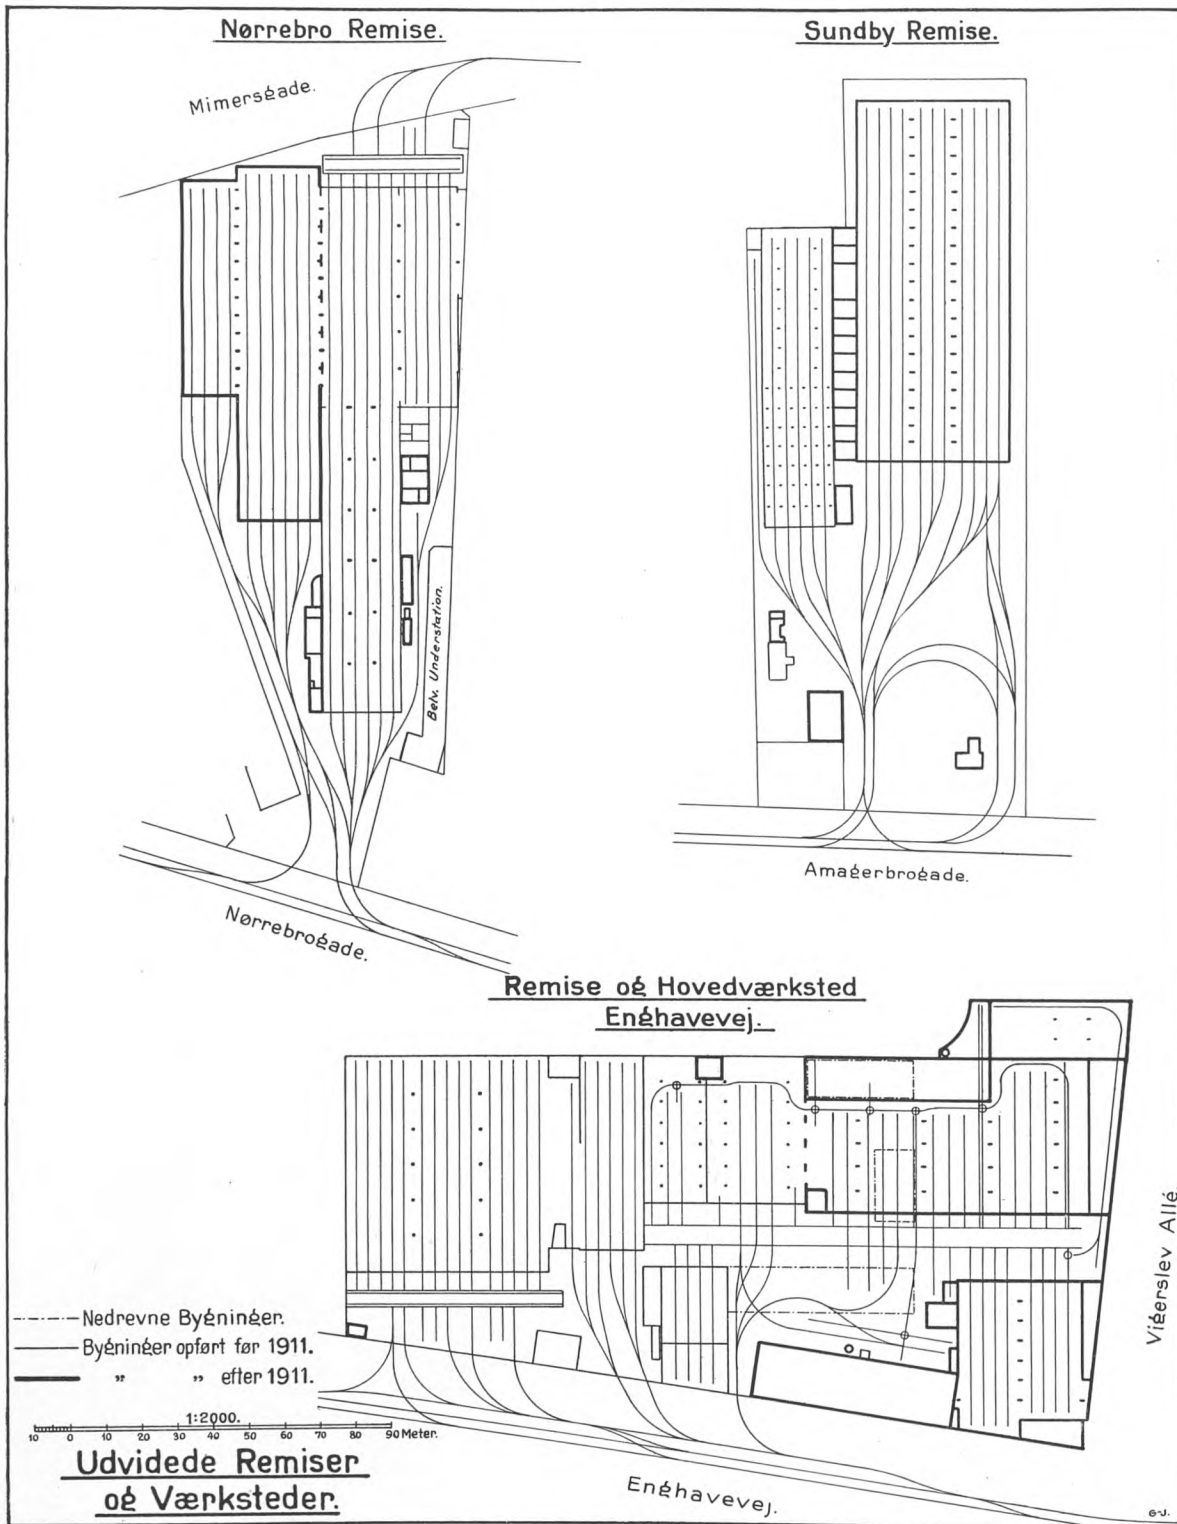 Nørrebro Remise.
Sundby Remise.
Mimersgade.
Belv. Understation.
Nørrebrogade.
Amagerbrogade.
Remise og Hovedværksted
Enghavevej.
Vigerslev Allé
Nedrevne Bygninger.
Bygninger opført før 1911.
" " efter 1911.
1:2000.
10 0 10 20 30 40 50 60 70 80 90 Meter.
Udvidede Remiser
og Værksteder.
Enghavevej.
G-J.